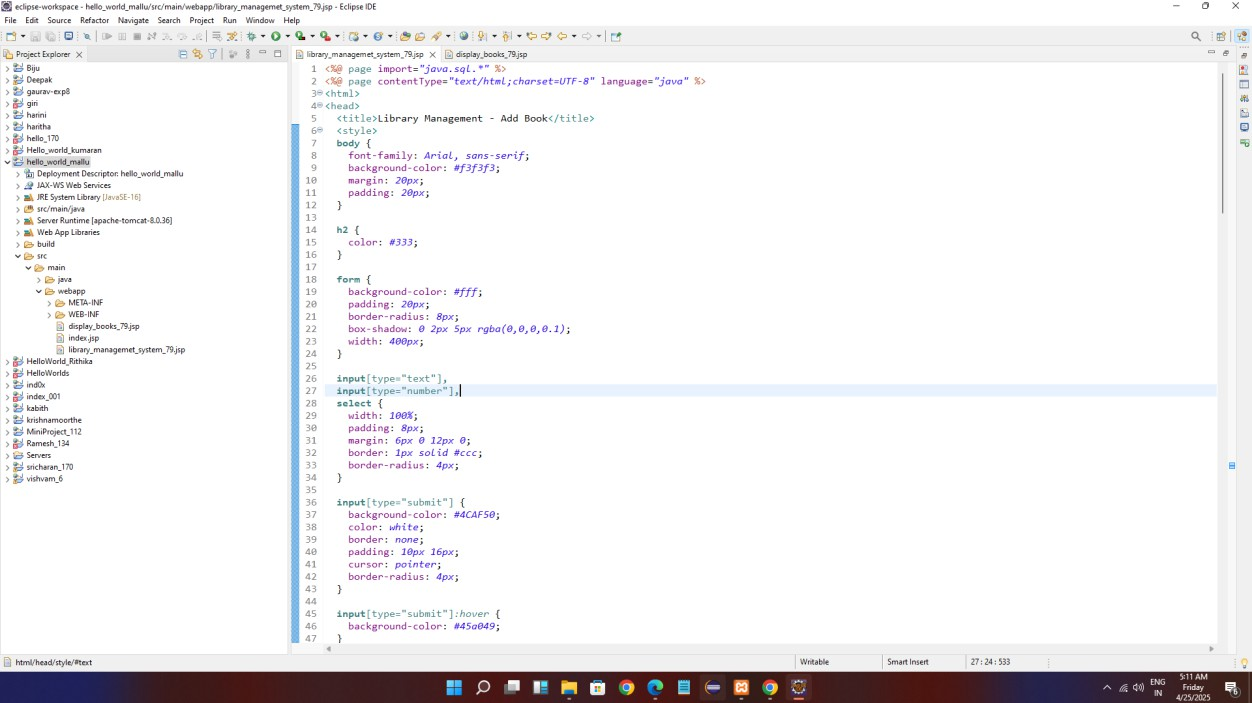 eclipse-workspace - hello_world_mallu/src/main/webapp/library_managemet_system_79.jsp - Eclipse IDE
File Edit Source Refactor Navigate Search Project Run Window Help
Project Explorer
Biju
Deepak
gaurav-exp8
giri
harini
haritha
hello_170
Hello_world_kumaran
hello_world_mallu
Deployment Descriptor: hello_world_mallu
JAX-WS Web Services
JRE System Library [JavaSE-16]
src/main/java
Server Runtime [apache-tomcat-8.0.36]
Web App Libraries
build
src
main
java
webapp
META-INF
WEB-INF
display_books_79.jsp
index.jsp
library_managemet_system_79.jsp
HelloWorld_Rithika
HelloWorlds
ind0x
index_001
kabith
krishnamoorthe
MiniProject_112
Ramesh_134
Servers
sricharan_170
vishvam_6
library_managemet_system_79.jsp display_books_79.jsp
1 <%@ page import="java.sql.*" %>
2 <%@ page contentType="text/html;charset=UTF-8" language="java" %>
3 <html>
4 <head>
5 <title>Library Management - Add Book</title>
6 <style>
7 body {
8 font-family: Arial, sans-serif;
9 background-color: #f3f3f3;
10 margin: 20px;
11 padding: 20px;
12 }
13
14 h2 {
15 color: #333;
16 }
17
18 form {
19 background-color: #fff;
20 padding: 20px;
21 border-radius: 8px;
22 box-shadow: 0 2px 5px rgba(0,0,0,0.1);
23 width: 400px;
24 }
25
26 input[type="text"],
27 input[type="number"],
28 select {
29 width: 100%;
30 padding: 8px;
31 margin: 6px 0 12px 0;
32 border: 1px solid #ccc;
33 border-radius: 4px;
34 }
35
36 input[type="submit"] {
37 background-color: #4CAF50;
38 color: white;
39 border: none;
40 padding: 10px 16px;
41 cursor: pointer;
42 border-radius: 4px;
43 }
44
45 input[type="submit"]:hover {
46 background-color: #45a049;
47 }
html/head/style/#text Writable Smart Insert 27 : 24 : 533
ENG
IN
5:11 AM
Friday
4/25/2025
6